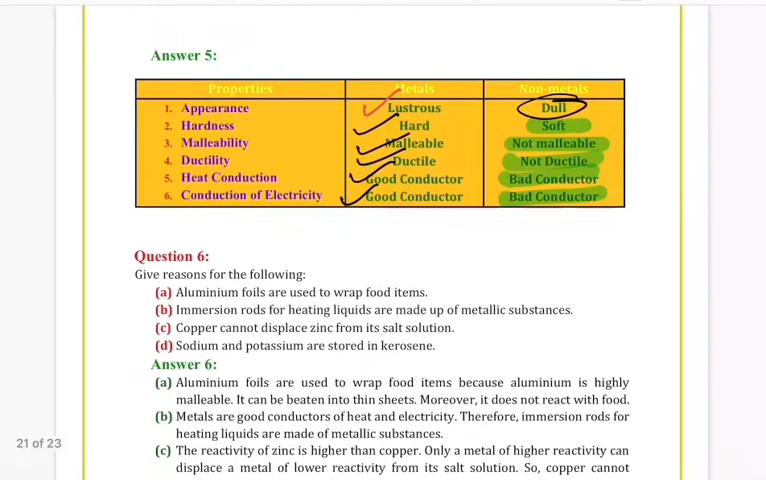 Answer 5:
Properties Metals Non-metals
1. Appearance Lustrous Dull
2. Hardness Hard Soft
3. Malleability Malleable Not malleable
4. Ductility Ductile Not Ductile
5. Heat Conduction Good Conductor Bad Conductor
6. Conduction of Electricity Good Conductor Bad Conductor
Question 6:
Give reasons for the following:
(a) Aluminium foils are used to wrap food items.
(b) Immersion rods for heating liquids are made up of metallic substances.
(c) Copper cannot displace zinc from its salt solution.
(d) Sodium and potassium are stored in kerosene.
Answer 6:
(a) Aluminium foils are used to wrap food items because aluminium is highly
malleable. It can be beaten into thin sheets. Moreover, it does not react with food.
(b) Metals are good conductors of heat and electricity. Therefore, immersion rods for
heating liquids are made of metallic substances.
(c) The reactivity of zinc is higher than copper. Only a metal of higher reactivity can
displace a metal of lower reactivity from its salt solution. So, copper cannot
21 of 23